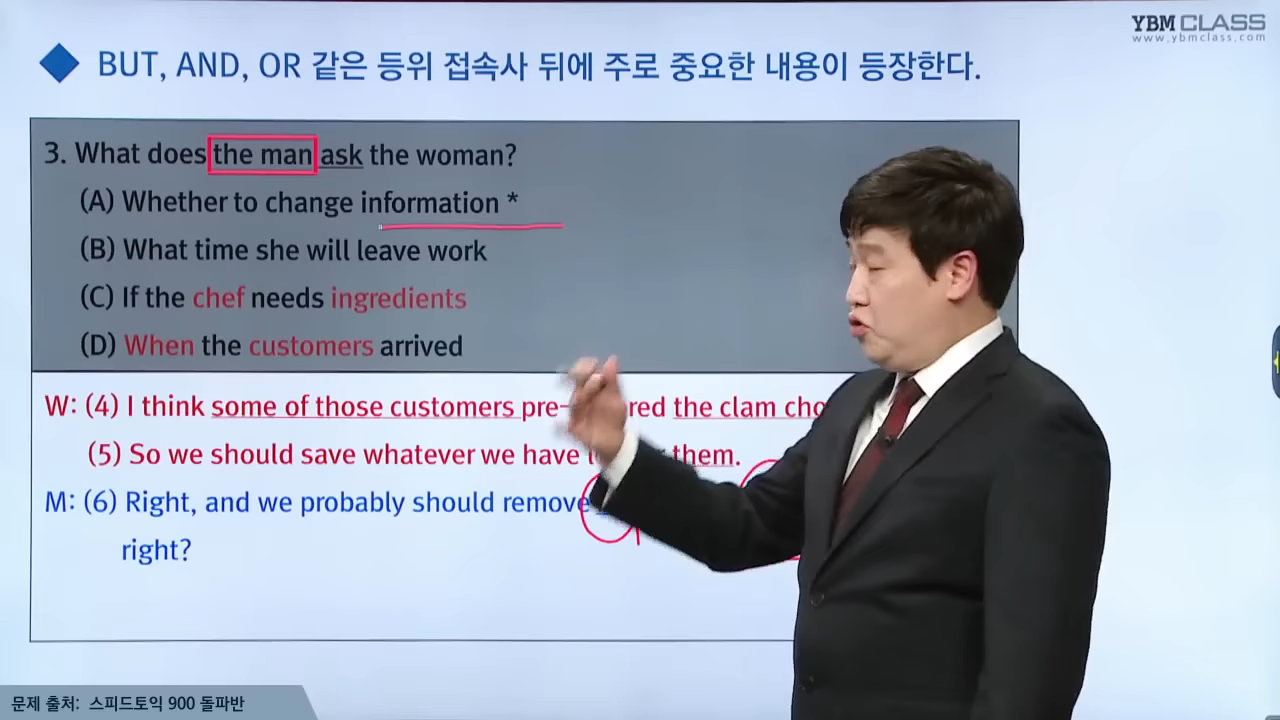 YBM CLASS
www.ybmclass.com
BUT, AND, OR 같은 등위 접속사 뒤에 주로 중요한 내용이 등장한다.
3. What does the man ask the woman?
(A) Whether to change information *
(B) What time she will leave work
(C) If the chef needs ingredients
(D) When the customers arrived
W: (4) I think some of those customers the clam
(5) So we should save whatever we have them.
M: (6) Right, and we probably should remove
right?
문제 출처: 스피드토익 900 돌파반